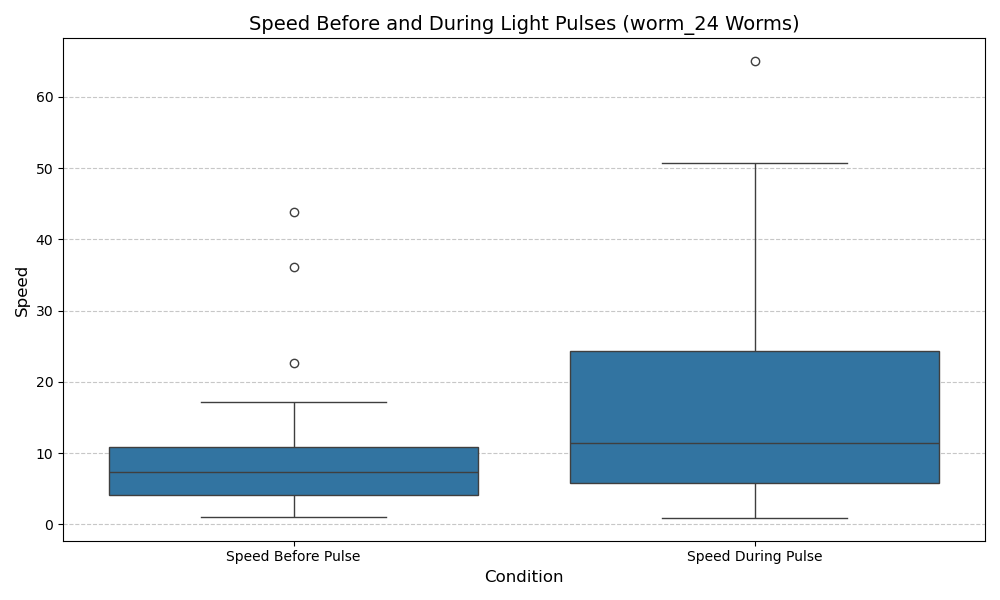 Speed Before and During Light Pulses (worm_24 Worms)
60
50
40
30
20
10
0
Speed
Speed Before Pulse
Speed During Pulse
Condition